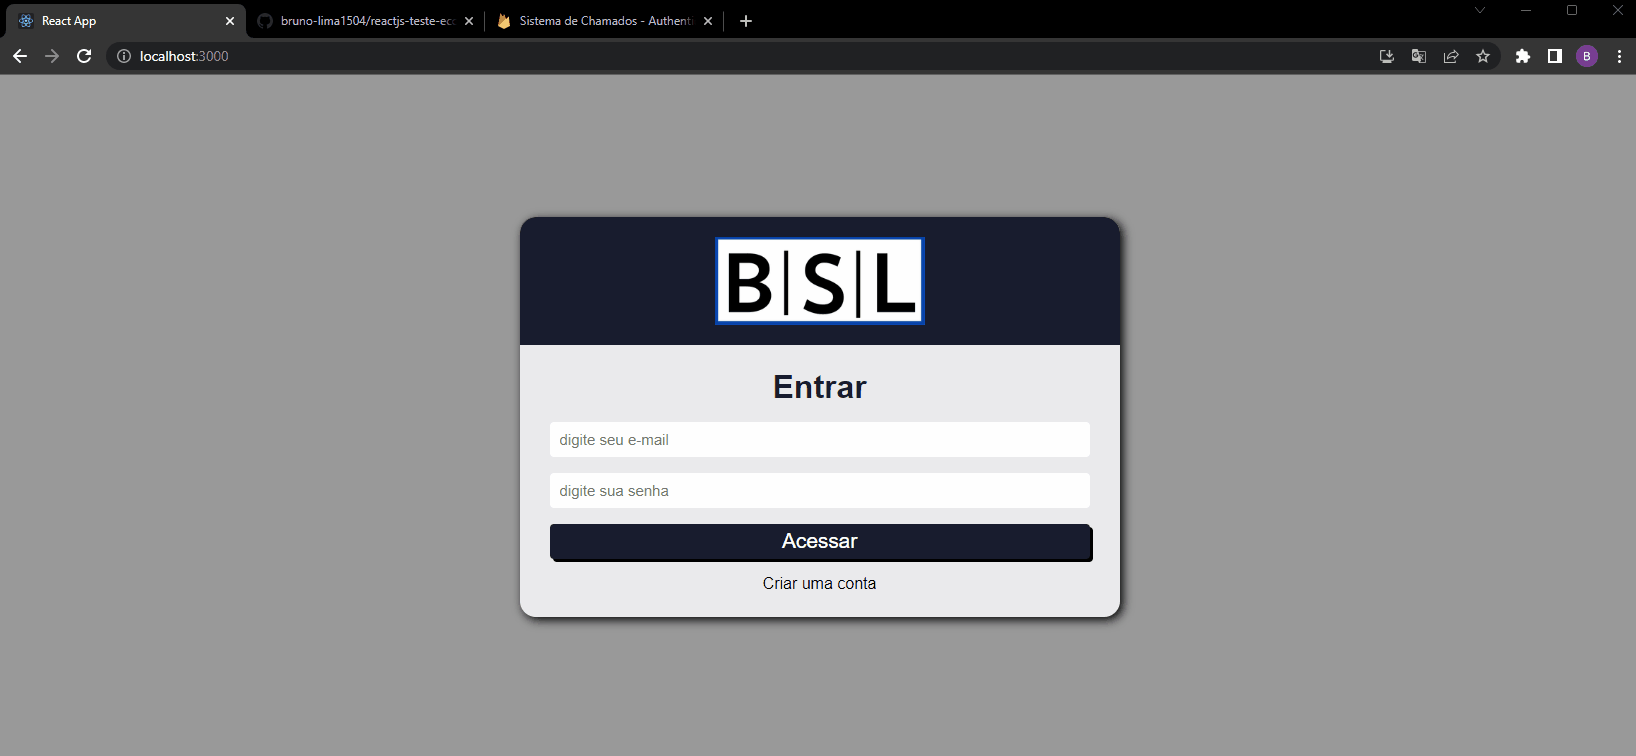 React App
bruno-lima1504/reactjs-teste-ecc
Sistema de Chamados - Authenti
localhost:3000
B
B|S|L
Entrar
digite seu e-mail
digite sua senha
Acessar
Criar uma conta